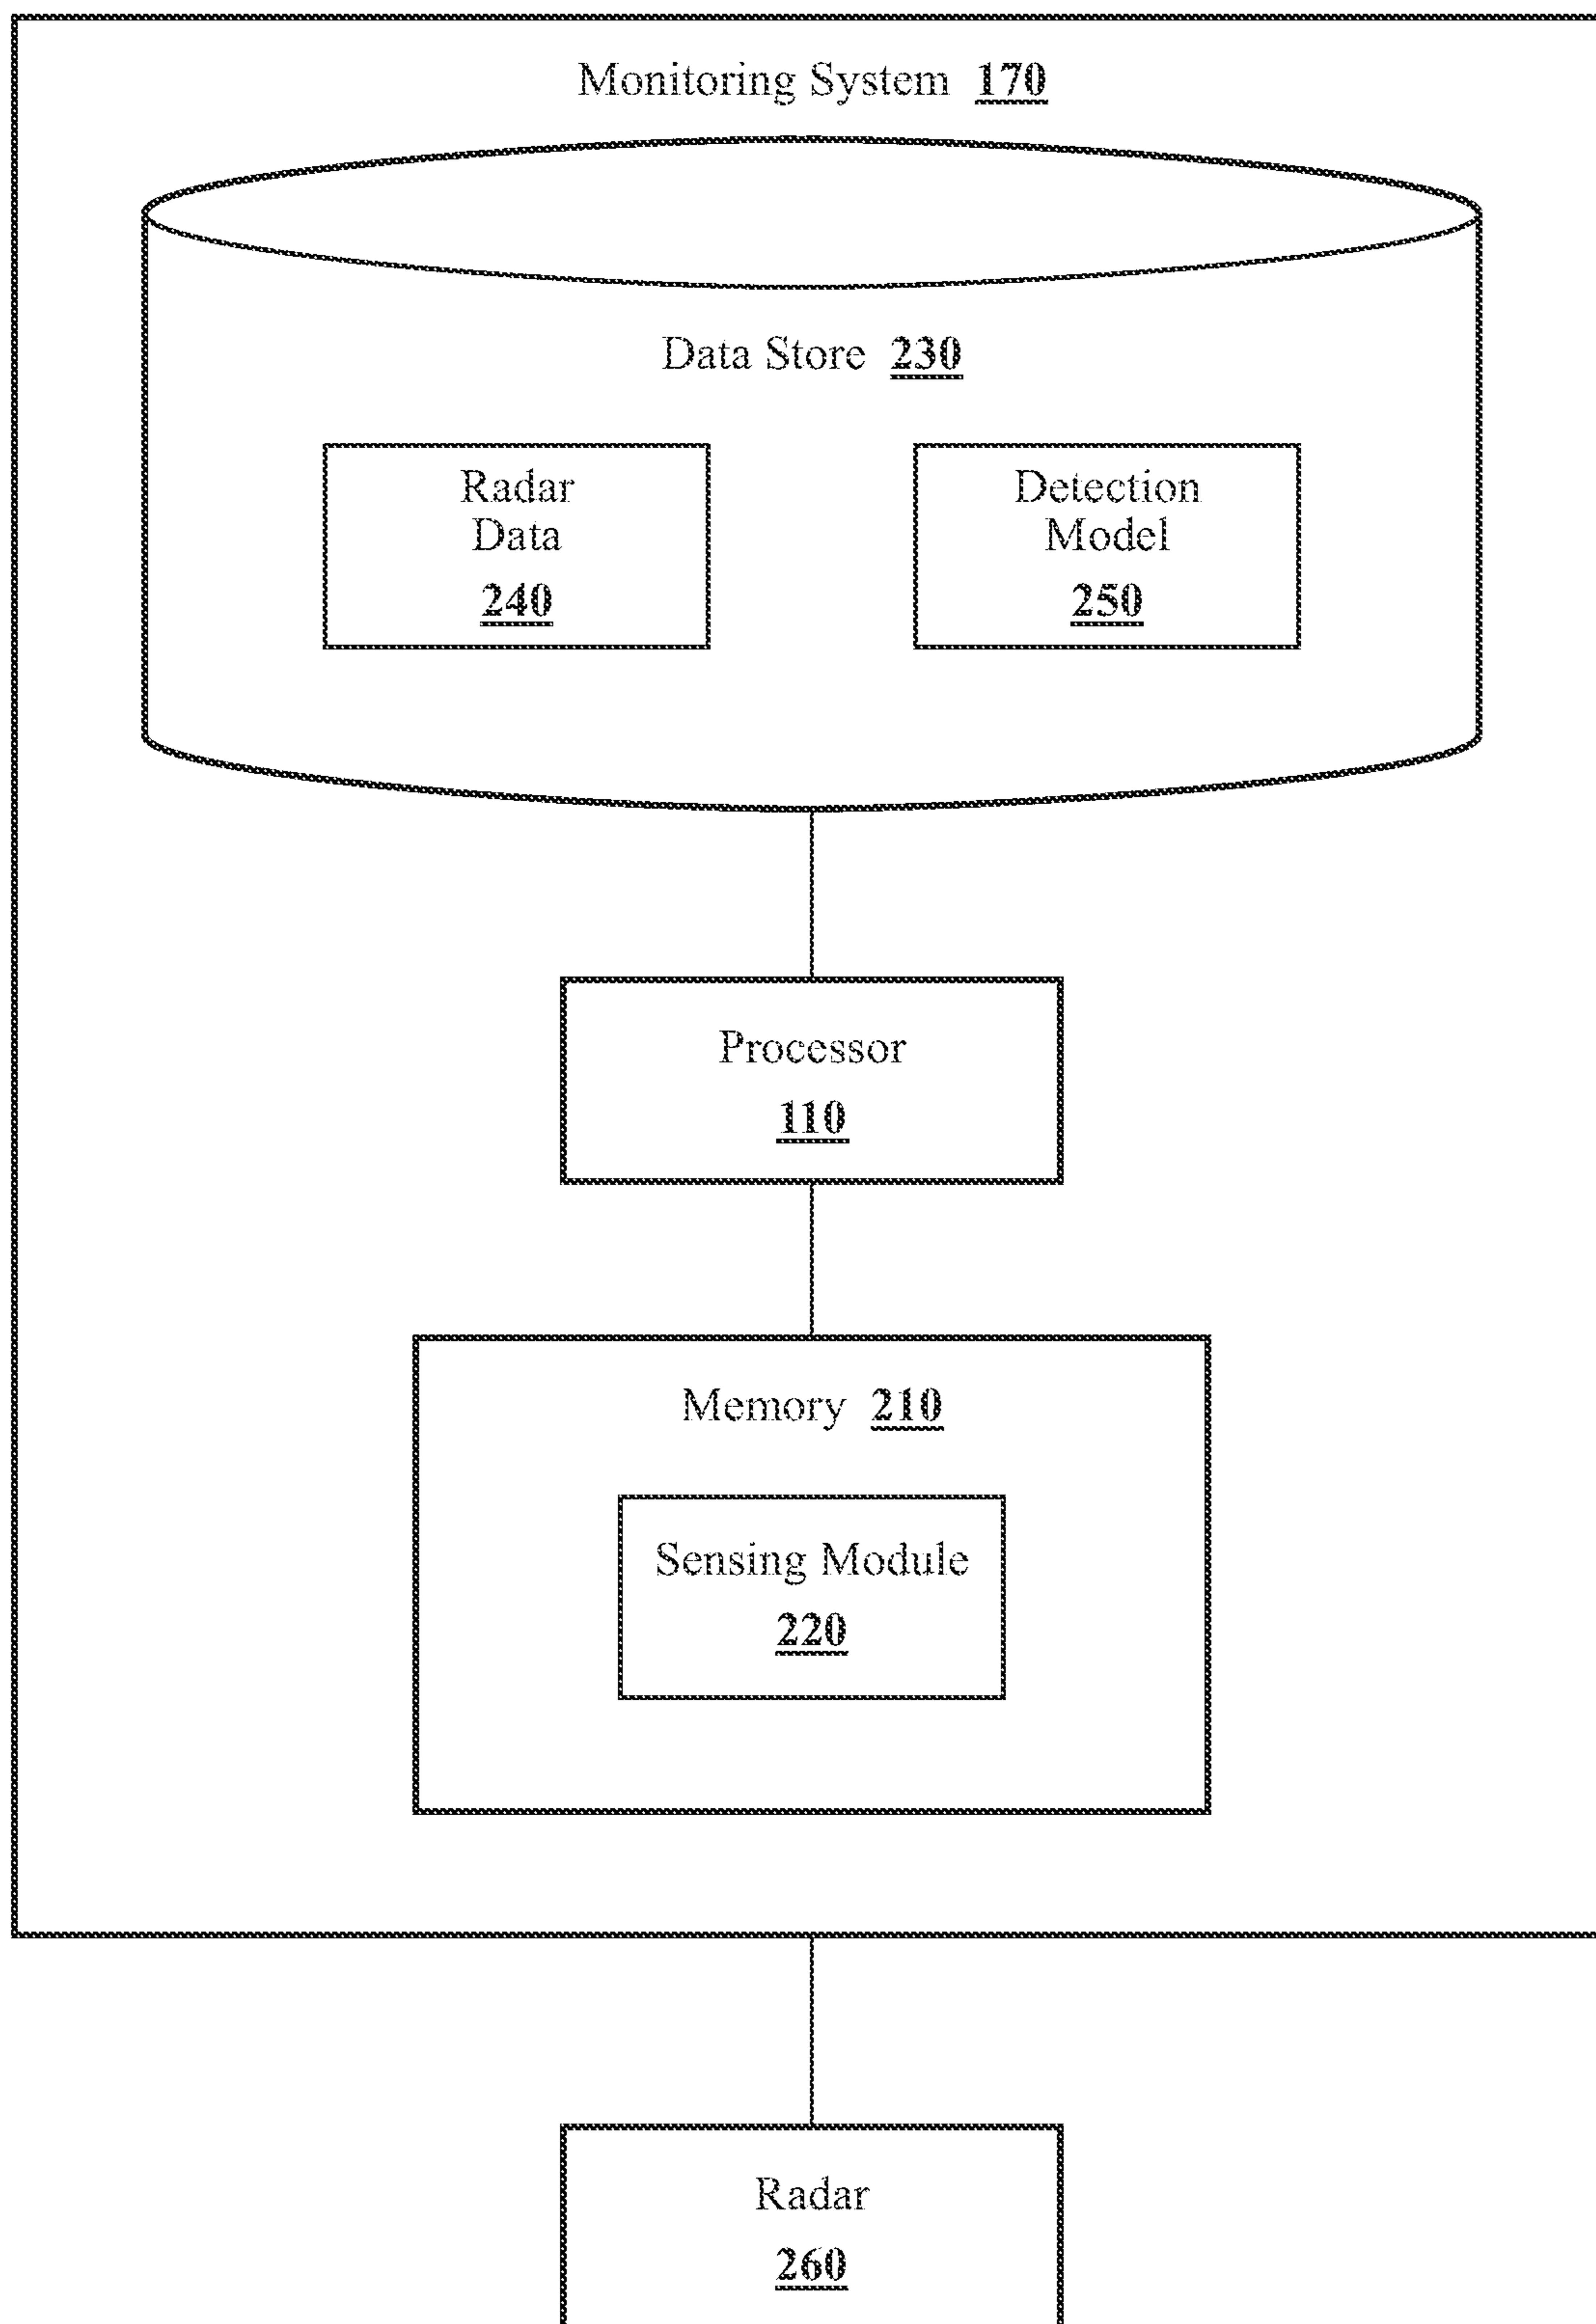 Monitoring System 170
Data Store 230
Radar
Data
240
Detection
Model
250
Processor
110
Memory 210
Sensing Module
220
Radar
260